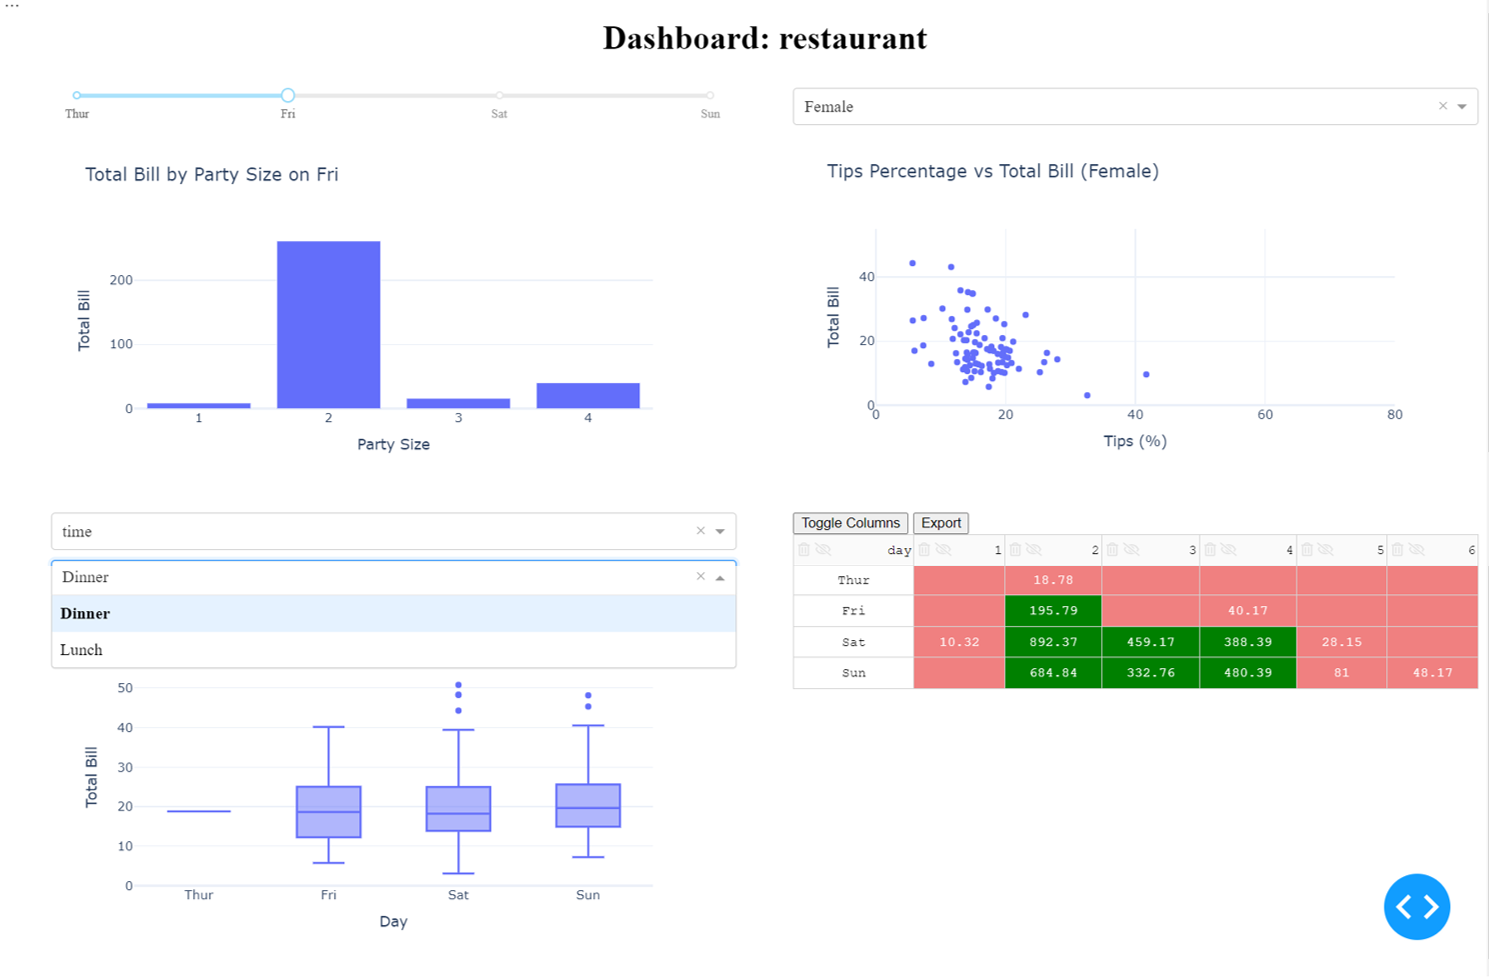 ...
Dashboard: restaurant
Thur Fri Sat Sun
Female
Total Bill by Party Size on Fri
200
100
0
Total Bill
1 2 3 4
Party Size
Tips Percentage vs Total Bill (Female)
40
20
0
Total Bill
0 20 40 60 80
Tips (%)
time
Dinner
Dinner
Lunch
50
40
30
20
10
0
Total Bill
Thur Fri Sat Sun
Day
Toggle Columns Export
day 1 2 3 4 5 6
Thur 18.78
Fri 195.79 40.17
Sat 10.32 892.37 459.17 388.39 28.15
Sun 684.84 332.76 480.39 81 48.17